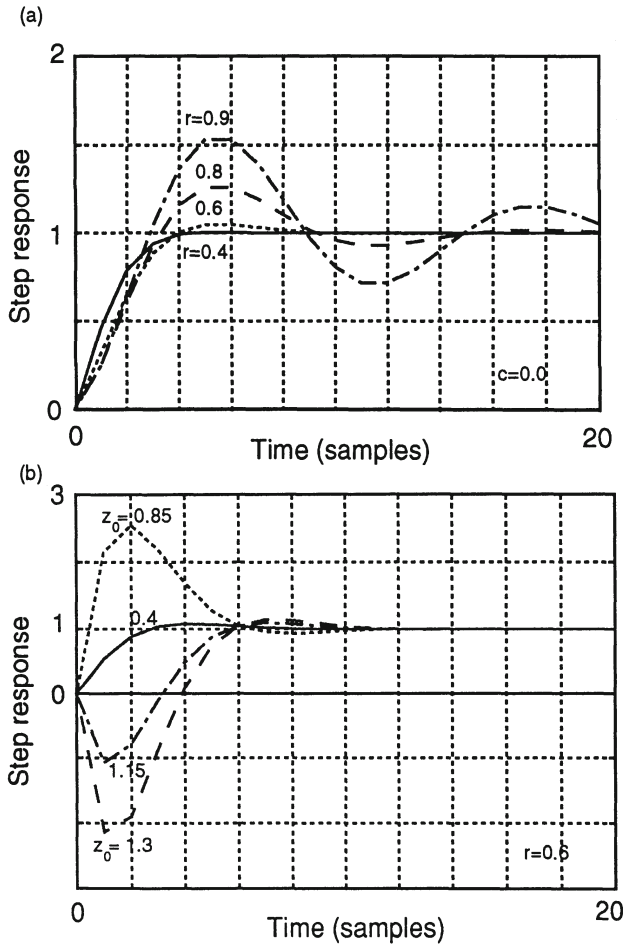 (a)
2
r=0.9
0.8
0.6
r=0.4
1
Step response
c=0.0
0
0
Time (samples)
20
(b)
3
z0= 0.85
0.4
1
0
Step response
1.15
z0= 1.3
r=0.6
0
Time (samples)
20